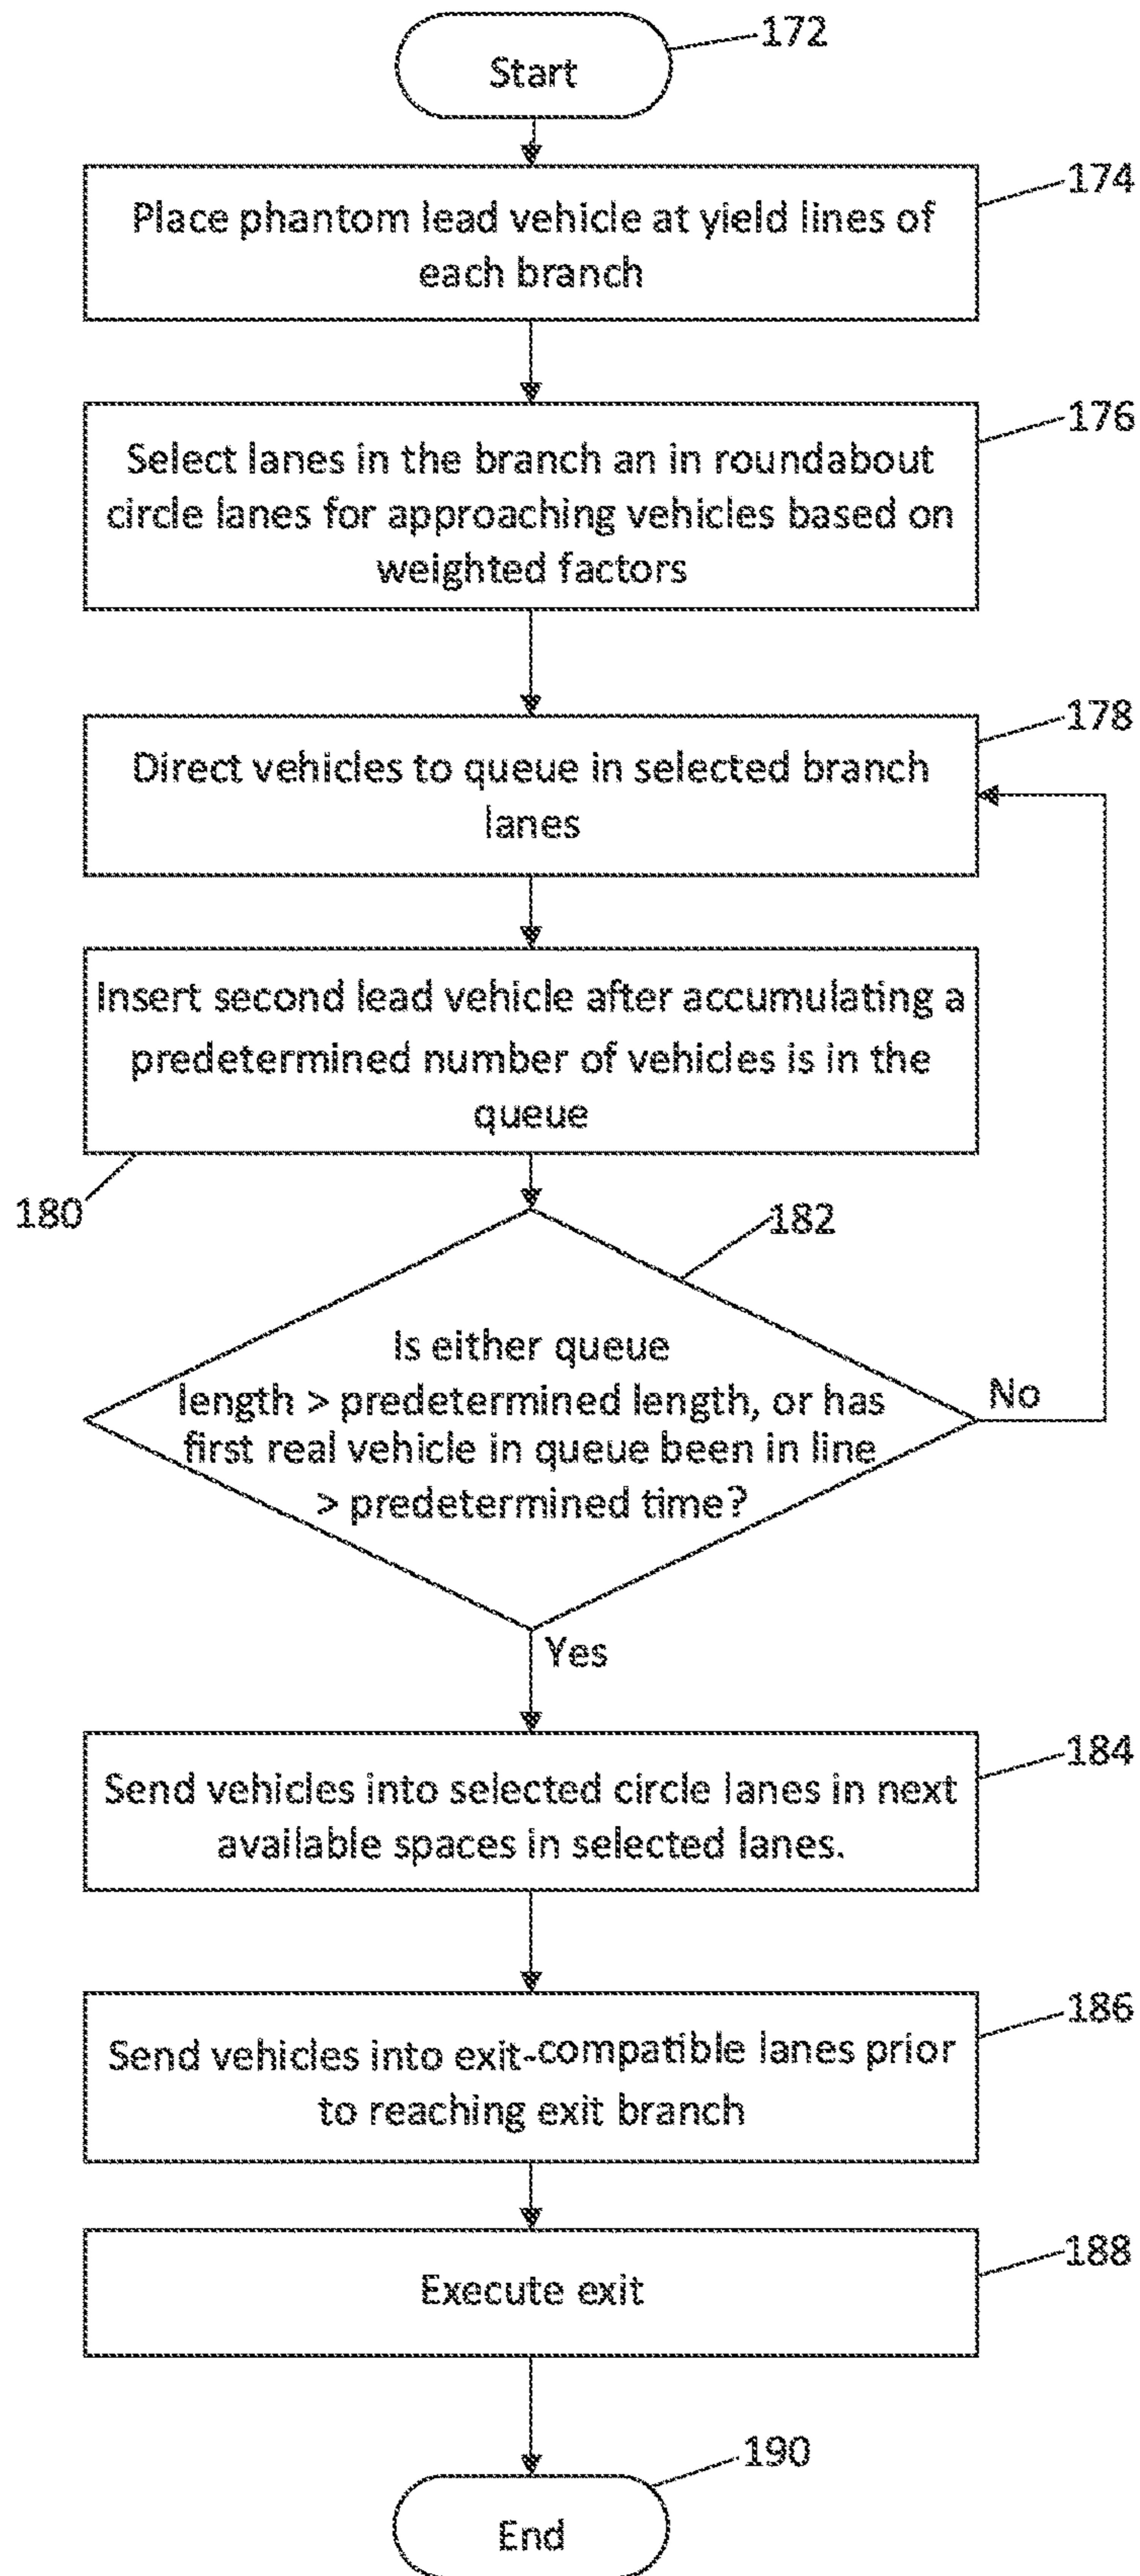 Start
172
174
Place phantom lead vehicle at yield lines of
each branch
176
Select lanes in the branch an in roundabout
circle lanes for approaching vehicles based on
weighted factors
178
Direct vehicles to queue in selected branch
lanes
Insert second lead vehicle after accumulating a
predetermined number of vehicles is in the
queue
180
182
Is either queue
length > predetermined length, or has
first real vehicle in queue been in line
> predetermined time?
No
Yes
184
Send vehicles into selected circle lanes in next
available spaces in selected lanes.
186
Send vehicles into exit-compatible lanes prior
to reaching exit branch
188
Execute exit
190
End